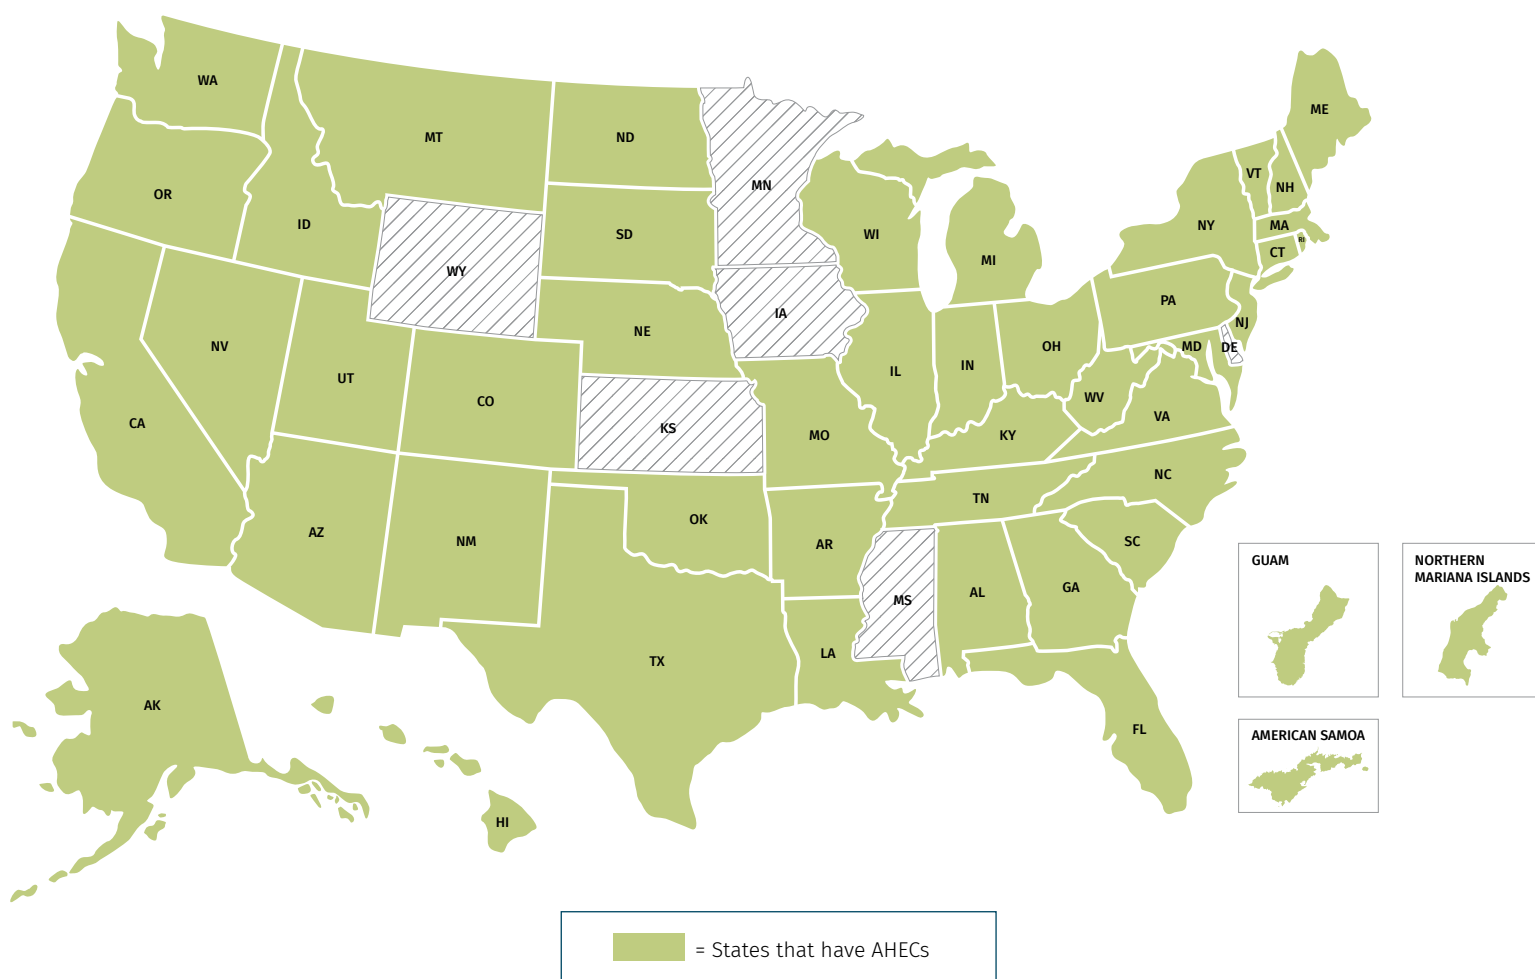 WA
MT
ND
MN
ME
OR
ID
SD
WI
MI
NY
VT
NH
MA
CT
RI
WY
IA
NE
PA
NJ
NV
UT
CO
IL
IN
OH
MD
DE
WV
VA
CA
KS
MO
KY
NC
TN
AZ
NM
OK
AR
SC
MS
AL
GA
LA
TX
FL
AK
HI
GUAM
NORTHERN
MARIANA ISLANDS
AMERICAN SAMOA
= States that have AHECs